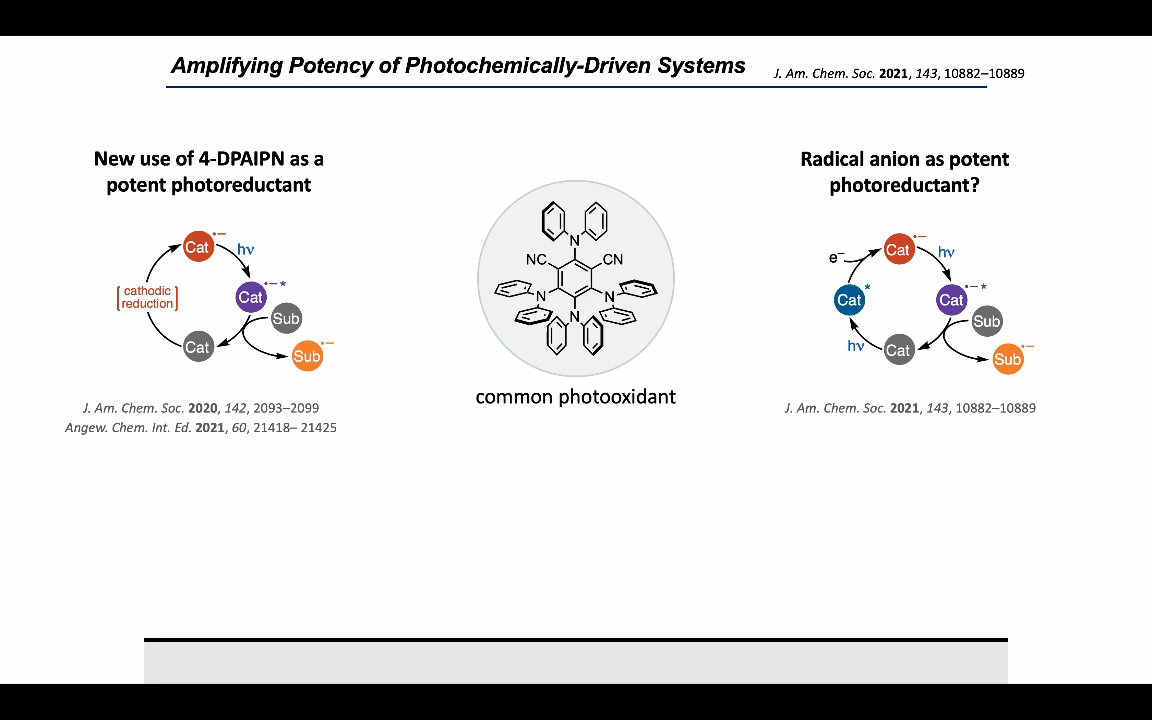 Amplifying Potency of Photochemically-Driven Systems
J. Am. Chem. Soc. 2021, 143, 10882–10889
New use of 4-DPAIPN as a
potent photoreductant
Cat •–
hν
cathodic
reduction
Cat •– *
Sub
Cat
Sub •–
J. Am. Chem. Soc. 2020, 142, 2093–2099
Angew. Chem. Int. Ed. 2021, 60, 21418– 21425
N
NC
CN
N
N
N
common photooxidant
Radical anion as potent
photoreductant?
Cat •–
e–
hν
Cat *
Cat •– *
Sub
hν
Cat
Sub •–
J. Am. Chem. Soc. 2021, 143, 10882–10889